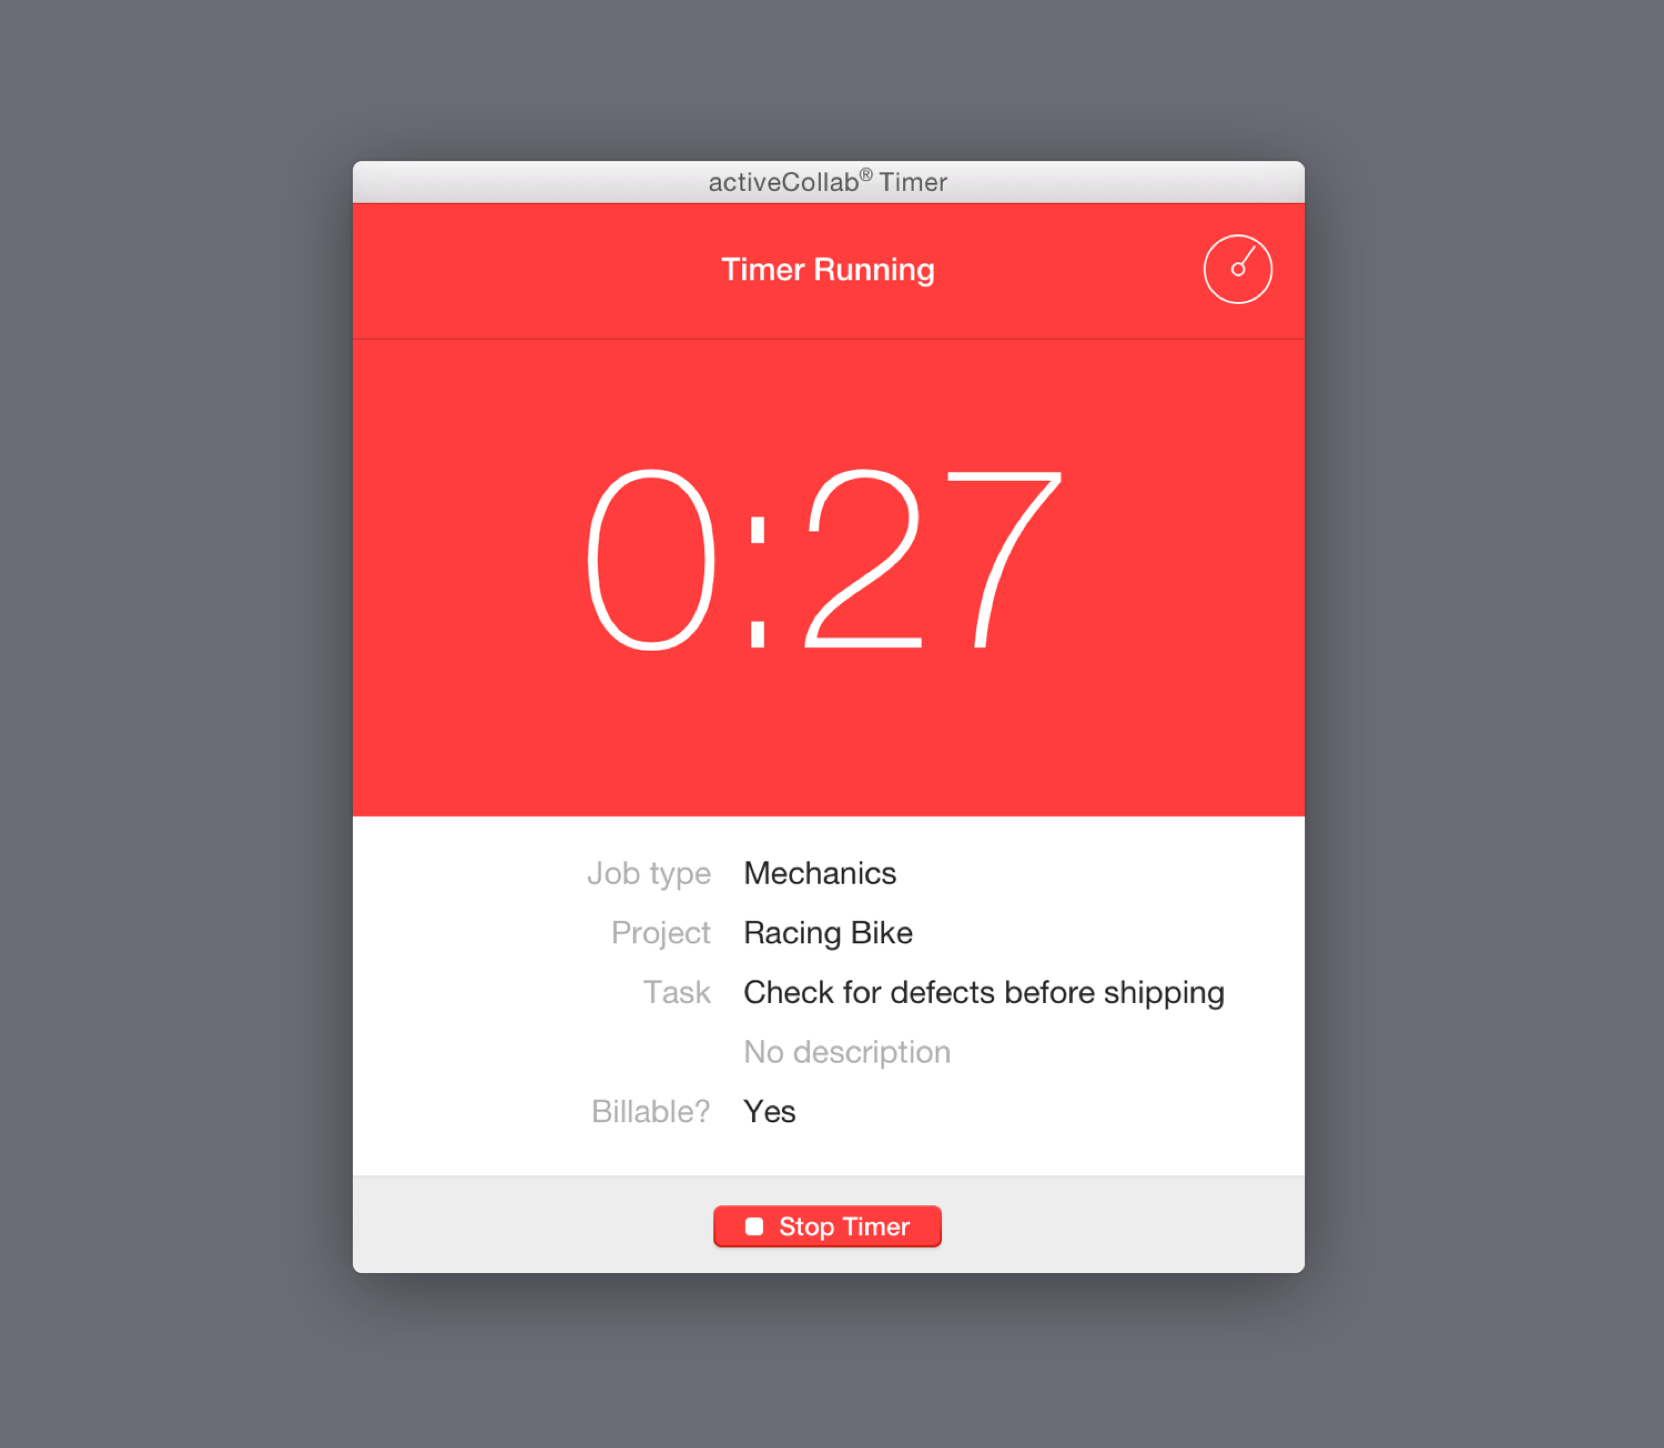 activeCollab® Timer
Timer Running
0:27
Job type Mechanics
Project Racing Bike
Task Check for defects before shipping
No description
Billable? Yes
Stop Timer